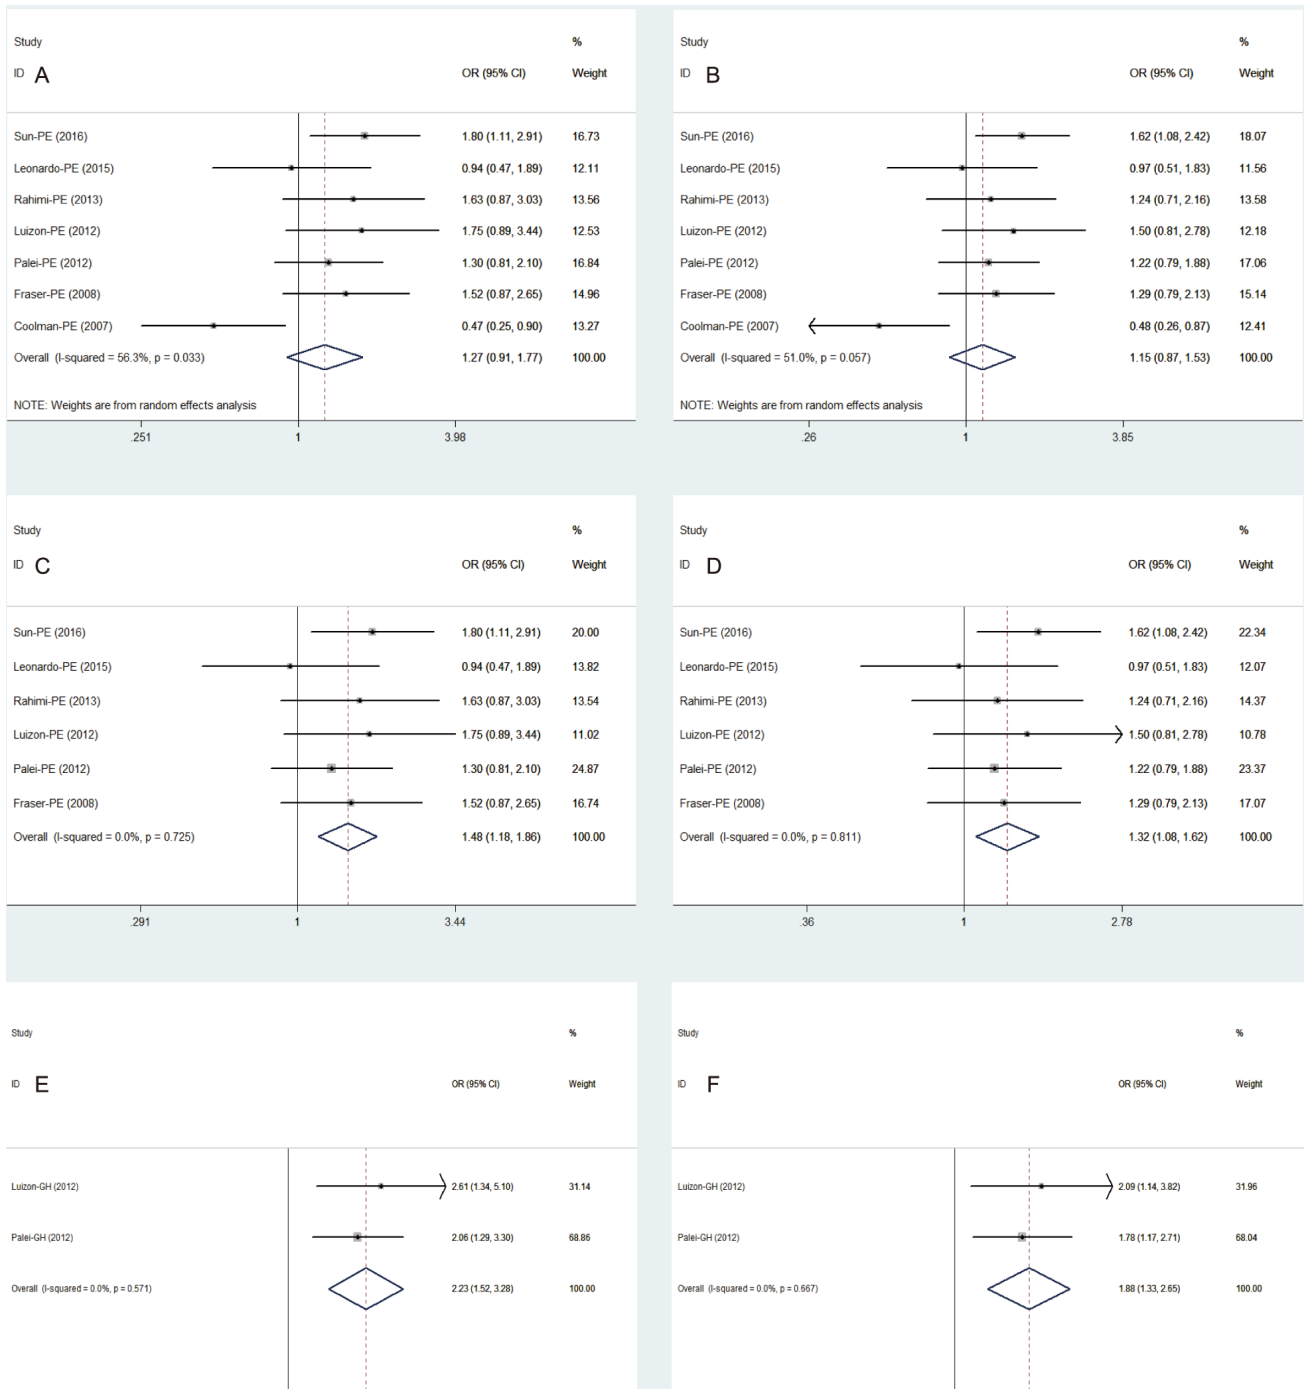 Study %
ID A OR (95% CI) Weight
Sun-PE (2016) 1.80 (1.11, 2.91) 16.73
Leonardo-PE (2015) 0.94 (0.47, 1.89) 12.11
Rahimi-PE (2013) 1.63 (0.87, 3.03) 13.56
Luizon-PE (2012) 1.75 (0.89, 3.44) 12.53
Palei-PE (2012) 1.30 (0.81, 2.10) 16.84
Fraser-PE (2008) 1.52 (0.87, 2.65) 14.96
Coolman-PE (2007) 0.47 (0.25, 0.90) 13.27
Overall (I-squared = 56.3%, p = 0.033) 1.27 (0.91, 1.77) 100.00
NOTE: Weights are from random effects analysis
.251 1 3.98
Study %
ID B OR (95% CI) Weight
Sun-PE (2016) 1.62 (1.08, 2.42) 18.07
Leonardo-PE (2015) 0.97 (0.51, 1.83) 11.56
Rahimi-PE (2013) 1.24 (0.71, 2.16) 13.58
Luizon-PE (2012) 1.50 (0.81, 2.78) 12.18
Palei-PE (2012) 1.22 (0.79, 1.88) 17.06
Fraser-PE (2008) 1.29 (0.79, 2.13) 15.14
Coolman-PE (2007) 0.48 (0.26, 0.87) 12.41
Overall (I-squared = 51.0%, p = 0.057) 1.15 (0.87, 1.53) 100.00
NOTE: Weights are from random effects analysis
.26 1 3.85
Study %
ID C OR (95% CI) Weight
Sun-PE (2016) 1.80 (1.11, 2.91) 20.00
Leonardo-PE (2015) 0.94 (0.47, 1.89) 13.82
Rahimi-PE (2013) 1.63 (0.87, 3.03) 13.54
Luizon-PE (2012) 1.75 (0.89, 3.44) 11.02
Palei-PE (2012) 1.30 (0.81, 2.10) 24.87
Fraser-PE (2008) 1.52 (0.87, 2.65) 16.74
Overall (I-squared = 0.0%, p = 0.725) 1.48 (1.18, 1.86) 100.00
.291 1 3.44
Study %
ID D OR (95% CI) Weight
Sun-PE (2016) 1.62 (1.08, 2.42) 22.34
Leonardo-PE (2015) 0.97 (0.51, 1.83) 12.07
Rahimi-PE (2013) 1.24 (0.71, 2.16) 14.37
Luizon-PE (2012) 1.50 (0.81, 2.78) 10.78
Palei-PE (2012) 1.22 (0.79, 1.88) 23.37
Fraser-PE (2008) 1.29 (0.79, 2.13) 17.07
Overall (I-squared = 0.0%, p = 0.811) 1.32 (1.08, 1.62) 100.00
.36 1 2.78
Study %
ID E OR (95% CI) Weight
Luizon-GH (2012) 2.61 (1.34, 5.10) 31.14
Palei-GH (2012) 2.06 (1.29, 3.30) 68.86
Overall (I-squared = 0.0%, p = 0.571) 2.23 (1.52, 3.28) 100.00
Study %
ID F OR (95% CI) Weight
Luizon-GH (2012) 2.09 (1.14, 3.82) 31.96
Palei-GH (2012) 1.78 (1.17, 2.71) 68.04
Overall (I-squared = 0.0%, p = 0.667) 1.88 (1.33, 2.65) 100.00